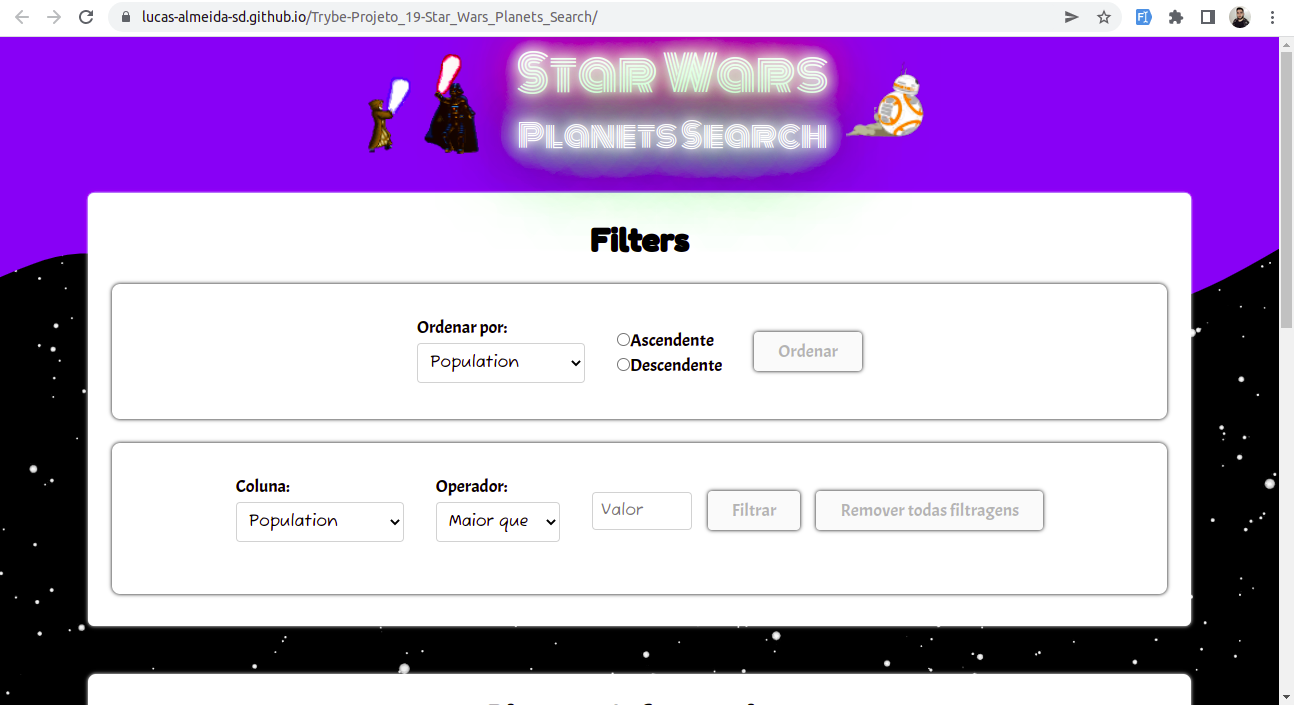 lucas-almeida-sd.github.io/Trybe-Projeto_19-Star_Wars_Planets_Search/
Star Wars
Planets Search
Filters
Ordenar por:
Population
Ascendente
Descendente
Ordenar
Coluna:
Operador:
Population
Maior que
Valor
Filtrar
Remover todas filtragens